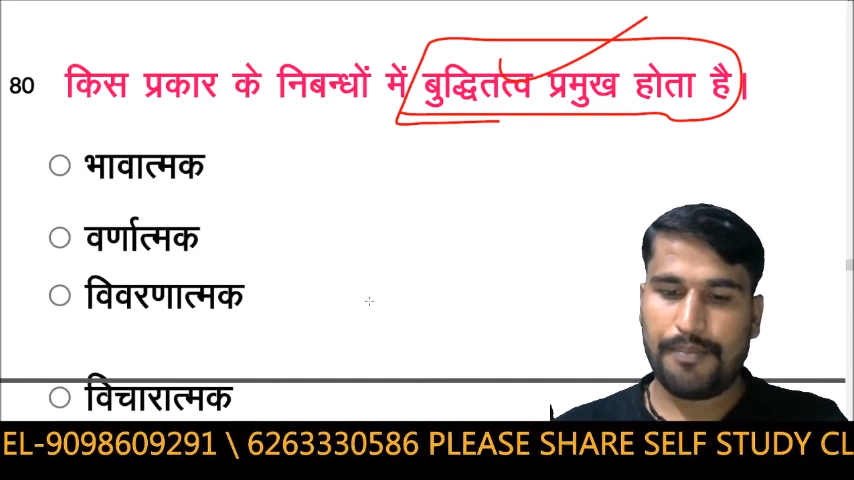 80 किस प्रकार के निबन्धों में बुद्धितत्व प्रमुख होता है।
भावात्मक
वर्णात्मक
विवरणात्मक
विचारात्मक
EL-9098609291 \ 6263330586 PLEASE SHARE SELF STUDY CL